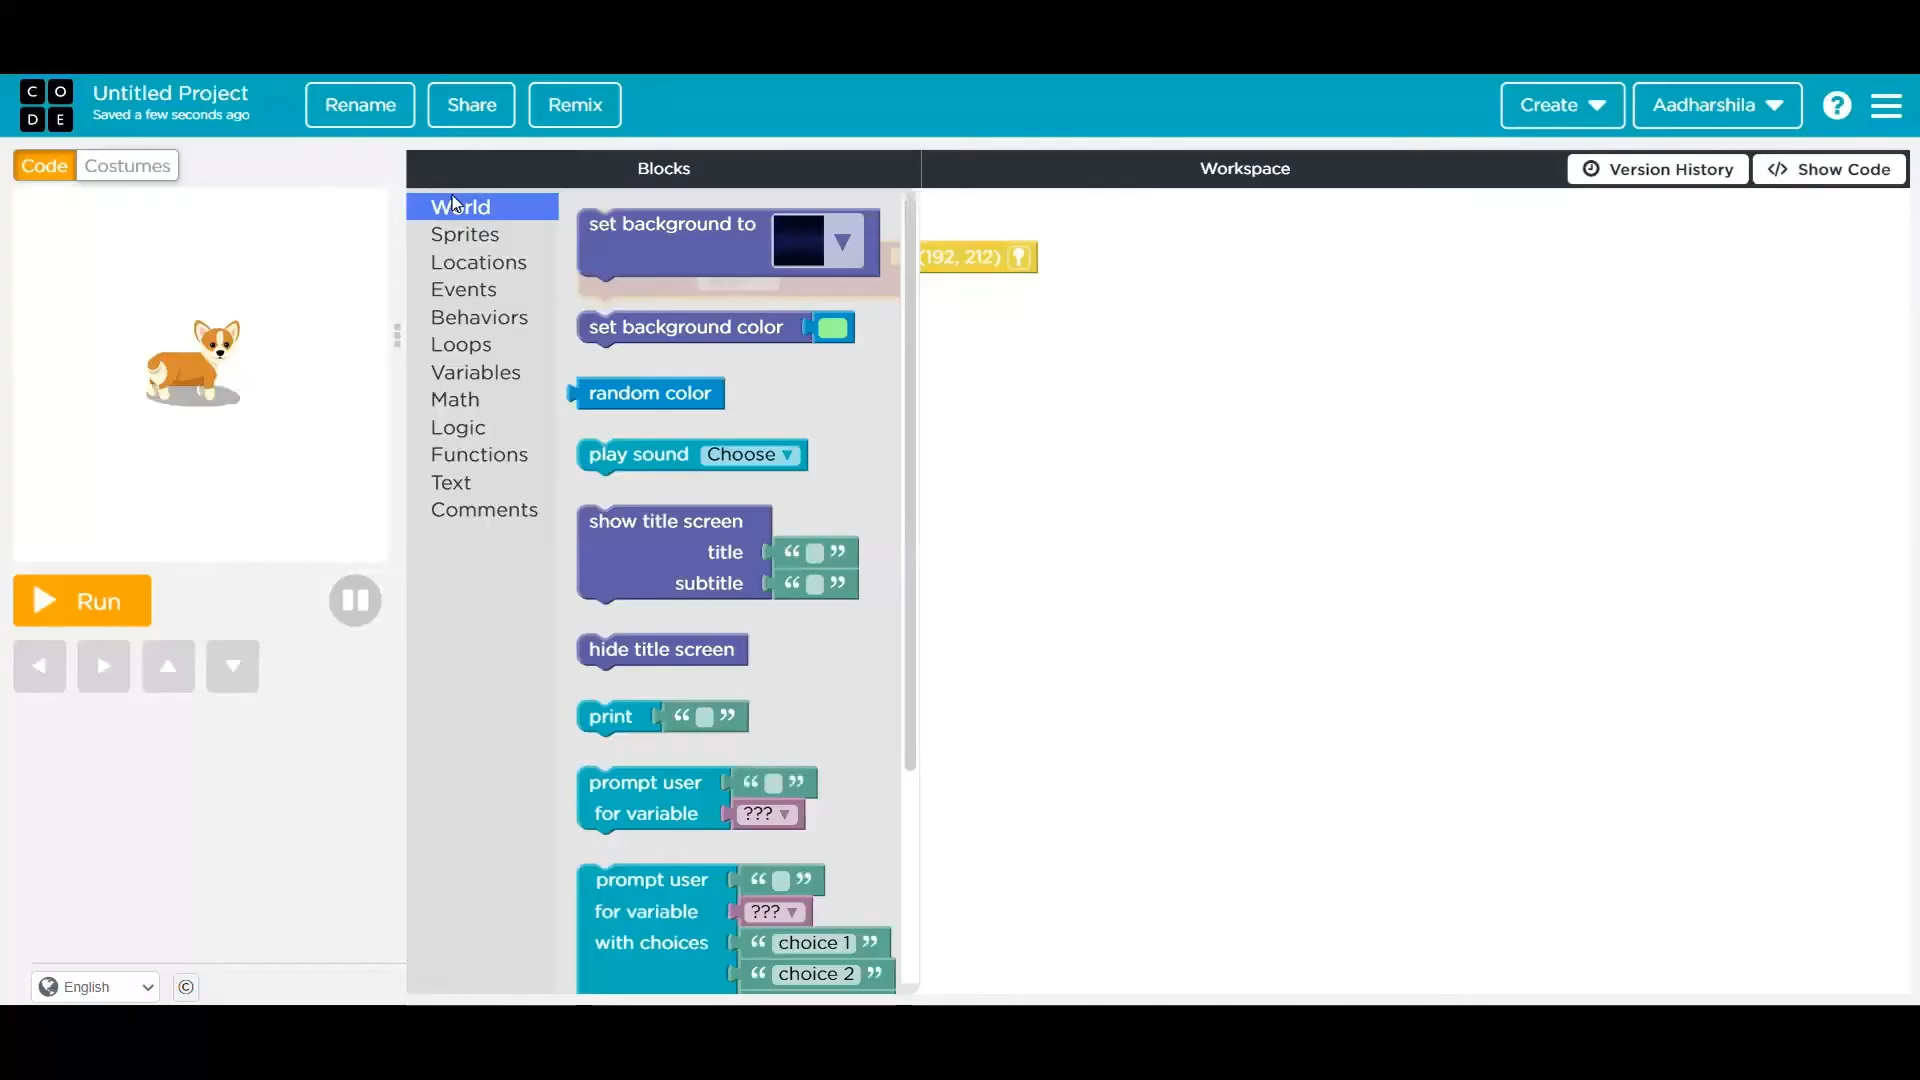 CO
DE
Untitled Project
Saved a few seconds ago
Rename
Share
Remix
Create
Aadharshila
?
Code
Costumes
Blocks
Workspace
Version History
</> Show Code
World
Sprites
Locations
Events
Behaviors
Loops
Variables
Math
Logic
Functions
Text
Comments
set background to
(192, 212)
set background color
random color
play sound Choose
show title screen
title “ ”
subtitle “ ”
hide title screen
print “ ”
prompt user “ ”
for variable ???
prompt user “ ”
for variable ???
with choices “ choice 1 ”
“ choice 2 ”
Run
English
©